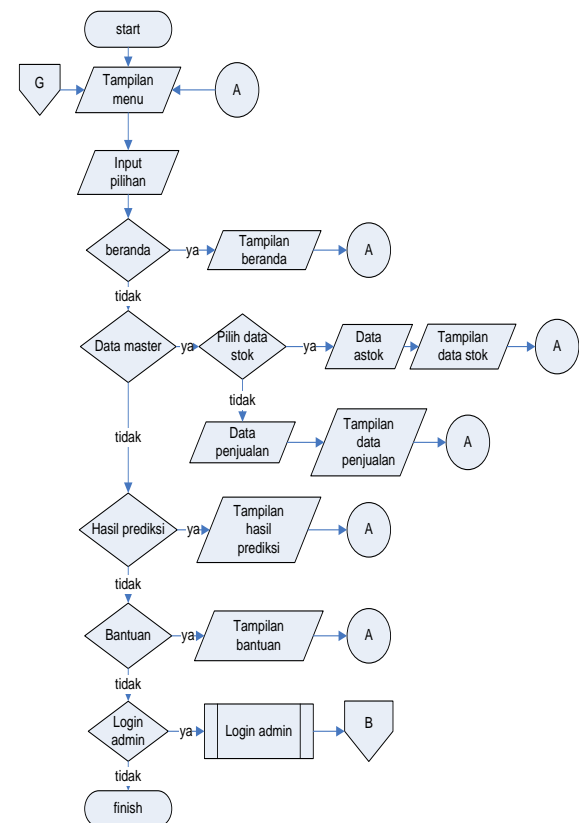 start
G
Tampilan
menu
A
Input
pilihan
beranda
ya
Tampilan
beranda
A
tidak
Data master
ya
Pilih data
stok
ya
Data
astok
Tampilan
data stok
A
tidak
Data
penjualan
Tampilan
data
penjualan
A
tidak
Hasil prediksi
ya
Tampilan
hasil
prediksi
A
tidak
Bantuan
ya
Tampilan
bantuan
A
tidak
Login
admin
ya
Login admin
B
tidak
finish